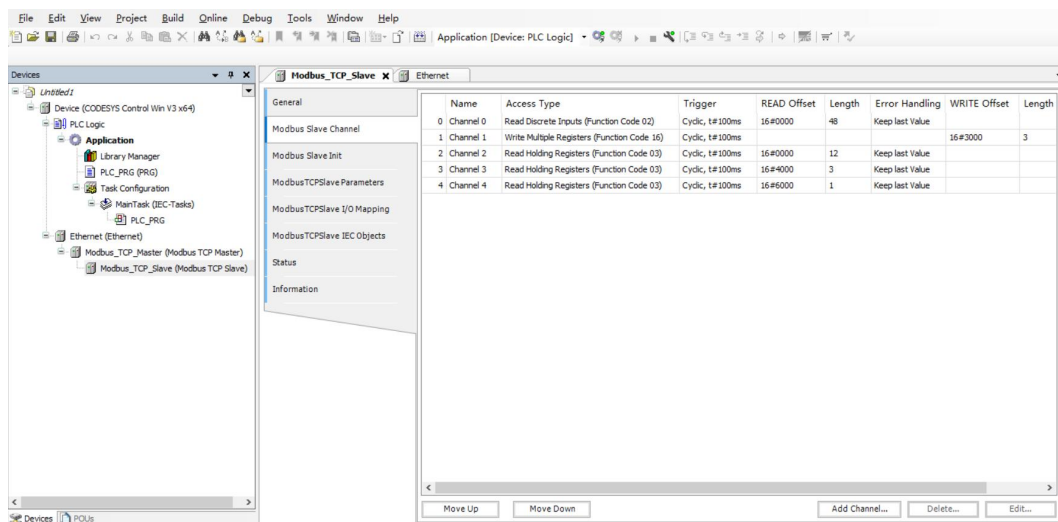 File Edit View Project Build Online Debug Tools Window Help
Application [Device: PLC Logic]
Devices
Untitled1
Device (CODESYS Control Win V3 x64)
PLC Logic
Application
Library Manager
PLC_PRG (PRG)
Task Configuration
MainTask (IEC-Tasks)
PLC_PRG
Ethernet (Ethernet)
Modbus_TCP_Master (Modbus TCP Master)
Modbus_TCP_Slave (Modbus TCP Slave)
Devices POUs
Modbus_TCP_Slave Ethernet
General
Modbus Slave Channel
Modbus Slave Init
ModbusTCPSlave Parameters
ModbusTCPSlave I/O Mapping
ModbusTCPSlave IEC Objects
Status
Information
Name Access Type Trigger READ Offset Length Error Handling WRITE Offset Length
0 Channel 0 Read Discrete Inputs (Function Code 02) Cyclic, t#100ms 16#0000 48 Keep last Value
1 Channel 1 Write Multiple Registers (Function Code 16) Cyclic, t#100ms 16#3000 3
2 Channel 2 Read Holding Registers (Function Code 03) Cyclic, t#100ms 16#0000 12 Keep last Value
3 Channel 3 Read Holding Registers (Function Code 03) Cyclic, t#100ms 16#4000 3 Keep last Value
4 Channel 4 Read Holding Registers (Function Code 03) Cyclic, t#100ms 16#6000 1 Keep last Value
Move Up Move Down Add Channel... Delete... Edit...